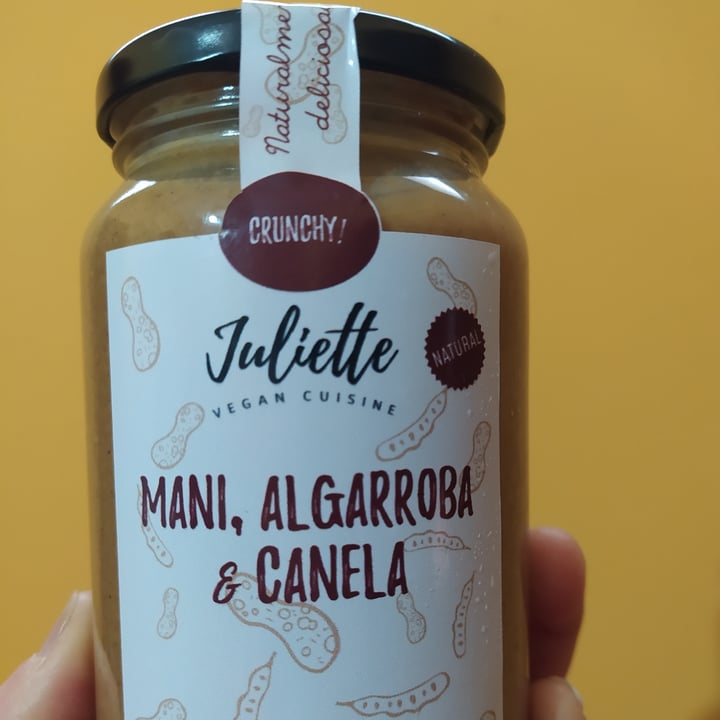 Naturalme
deliciosa
CRUNCHY!
Juliette
VEGAN CUISINE
NATURAL
MANI, ALGARROBA
& CANELA